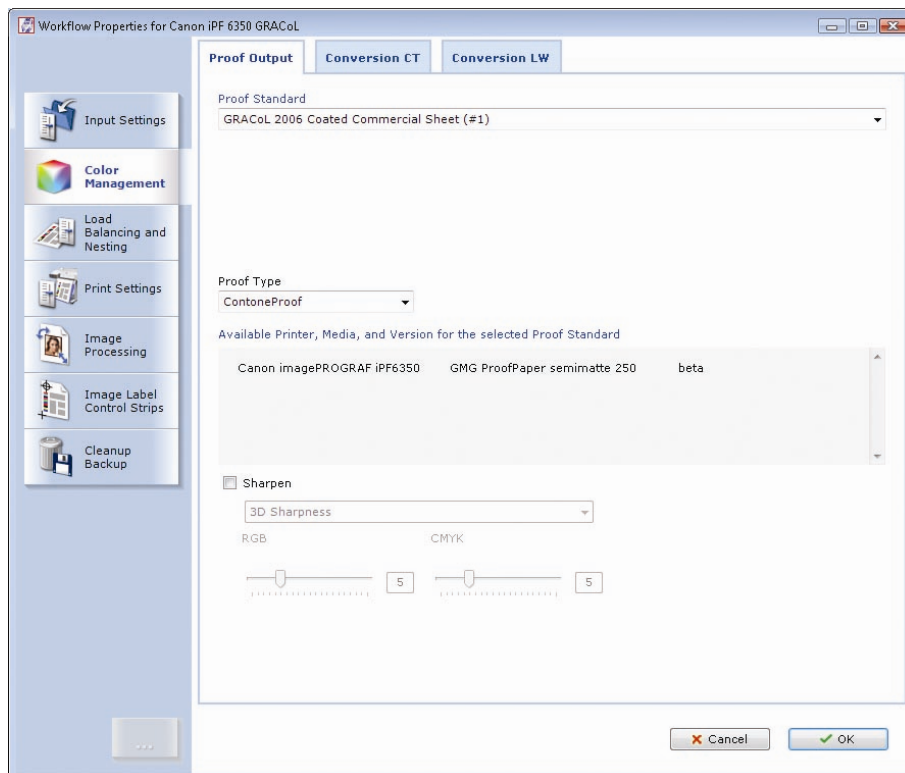 Workflow Properties for Canon iPF 6350 GRACoL
Proof Output
Conversion CT
Conversion LW
Input Settings
Color
Management
Load
Balancing and
Nesting
Print Settings
Image
Processing
Image Label
Control Strips
Cleanup
Backup
...
Proof Standard
GRACoL 2006 Coated Commercial Sheet (#1)
Proof Type
ContoneProof
Available Printer, Media, and Version for the selected Proof Standard
Canon imagePROGRAF iPF6350 GMG ProofPaper semimatte 250 beta
Sharpen
3D Sharpness
RGB CMYK
5 5
Cancel OK